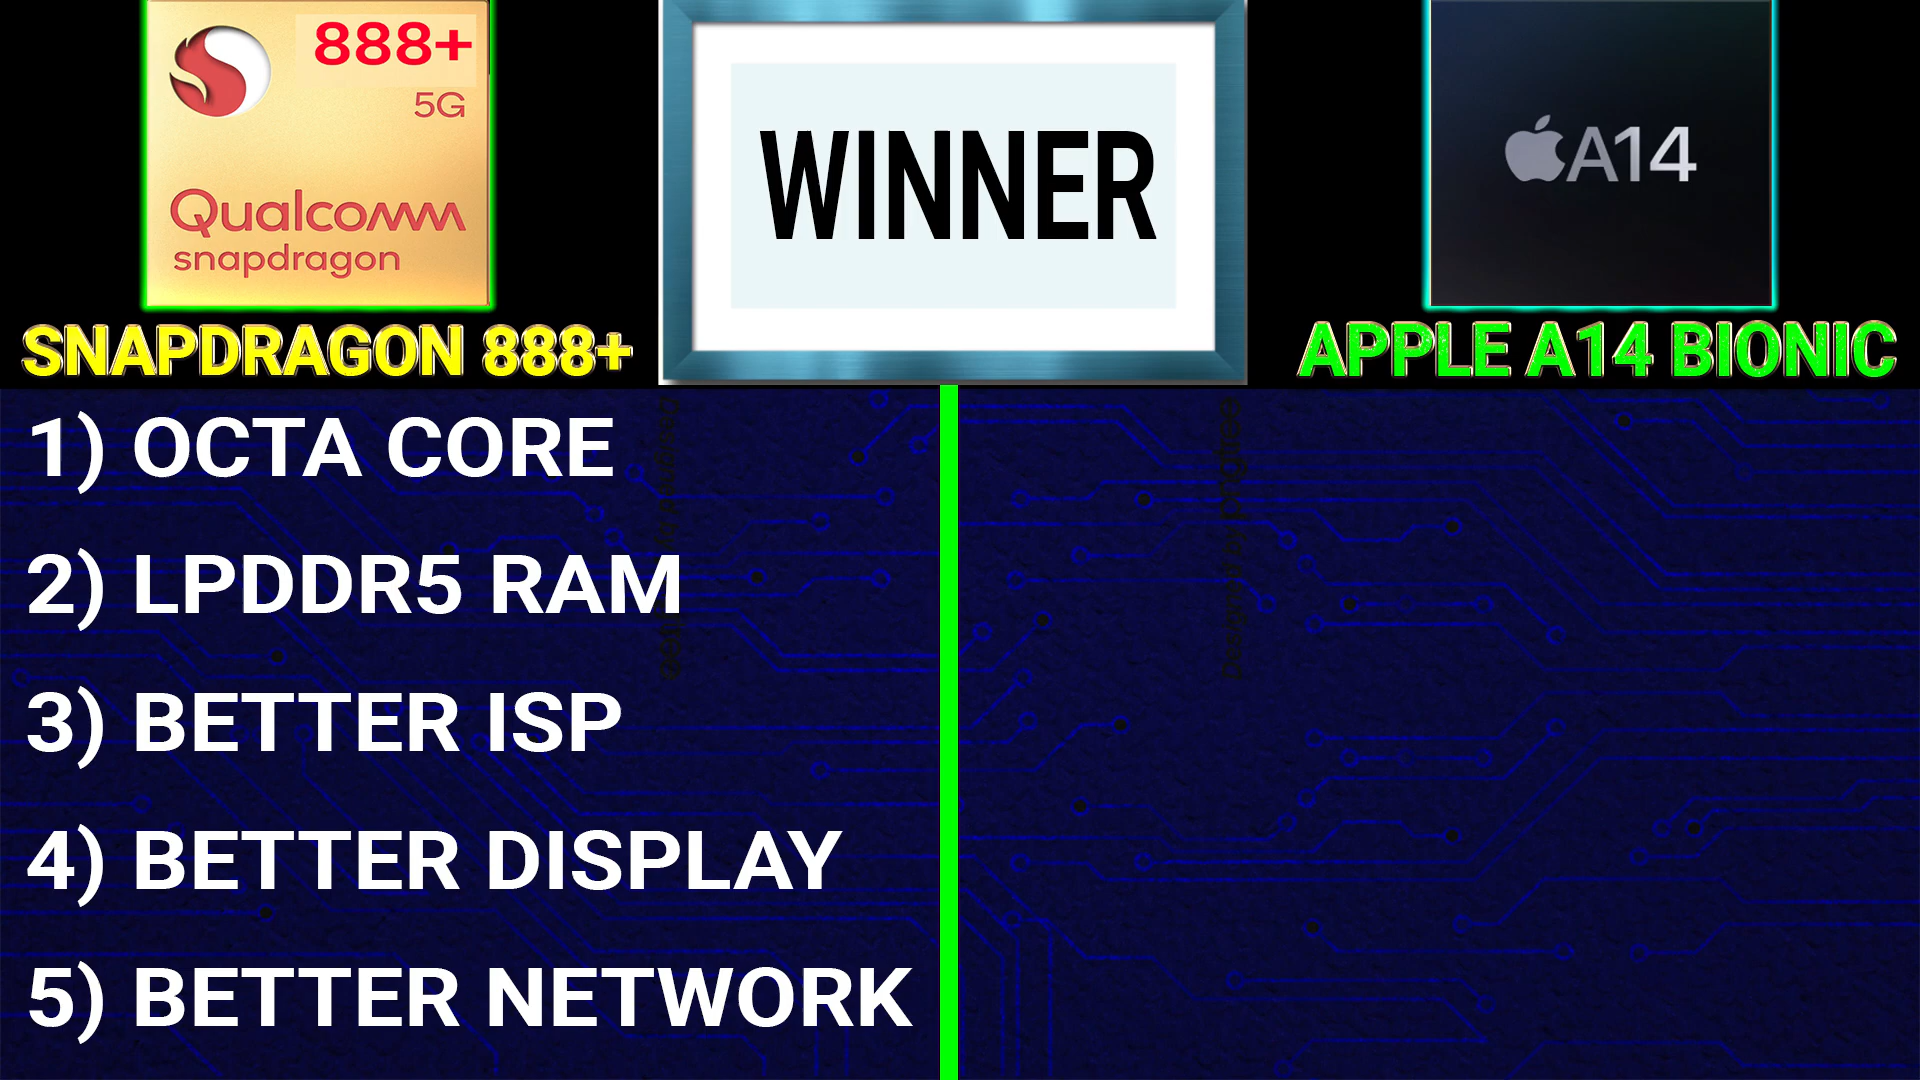 888+
5G
Qualcomm
snapdragon
SNAPDRAGON 888+
WINNER
A14
APPLE A14 BIONIC
1) OCTA CORE
2) LPDDR5 RAM
3) BETTER ISP
4) BETTER DISPLAY
5) BETTER NETWORK